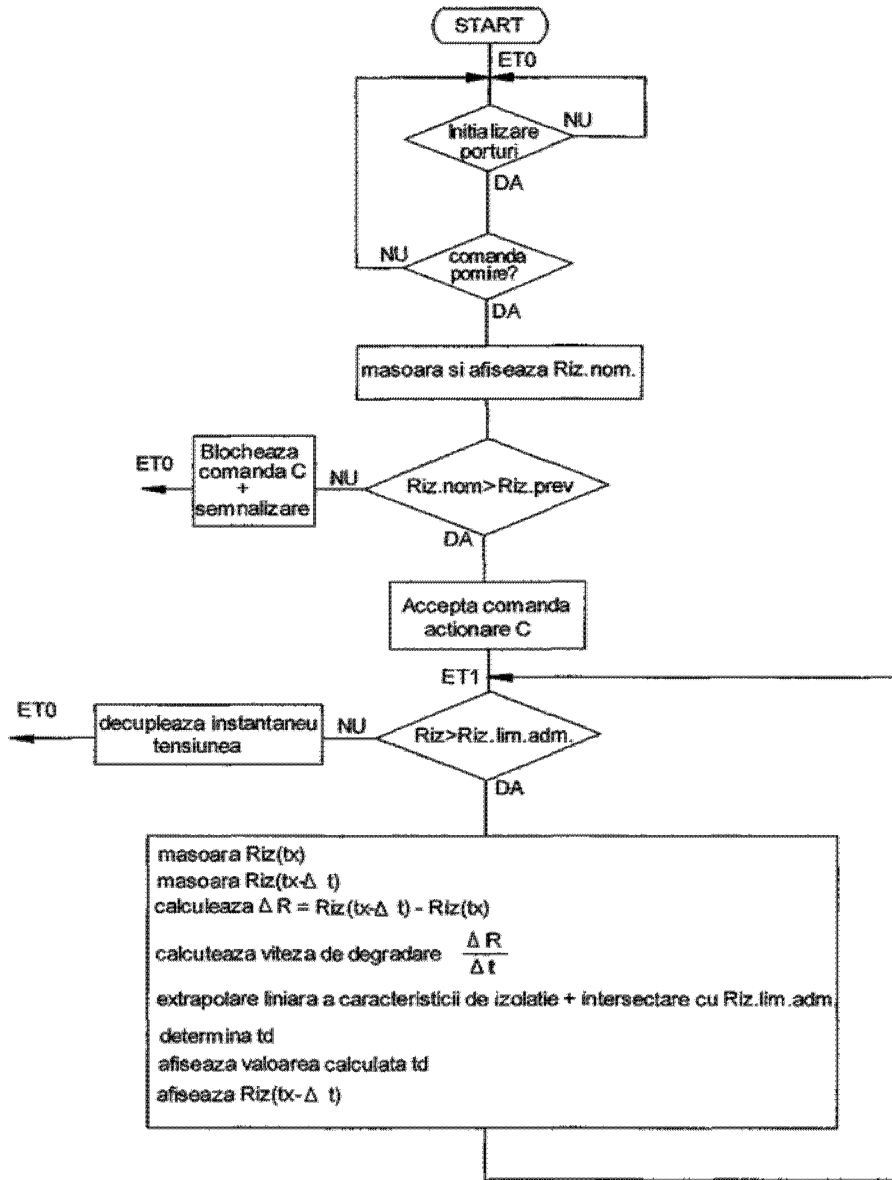 START
ET0
Initializare
porturi
NU
DA
NU
comanda
pornire?
DA
masoara si afiseaza Riz.nom.
ET0
Blocheaza
comanda C
+
semnalizare
NU
Riz.nom>Riz.prev
DA
Accepta comanda
actionare C
ET1
ET0
decupleaza instantaneu
tensiunea
NU
Riz>Riz.lim.adm.
DA
masoara Riz(tx)
masoara Riz(tx-Δ t)
calculeaza Δ R = Riz(tx-Δ t) - Riz(tx)
calcuteaza viteza de degradare Δ R / Δ t
extrapolare liniara a caracteristicii de izolatie + intersectare cu Riz.lim.adm.
determina td
afiseaza valoarea calculata td
afiseaza Riz(tx-Δ t)